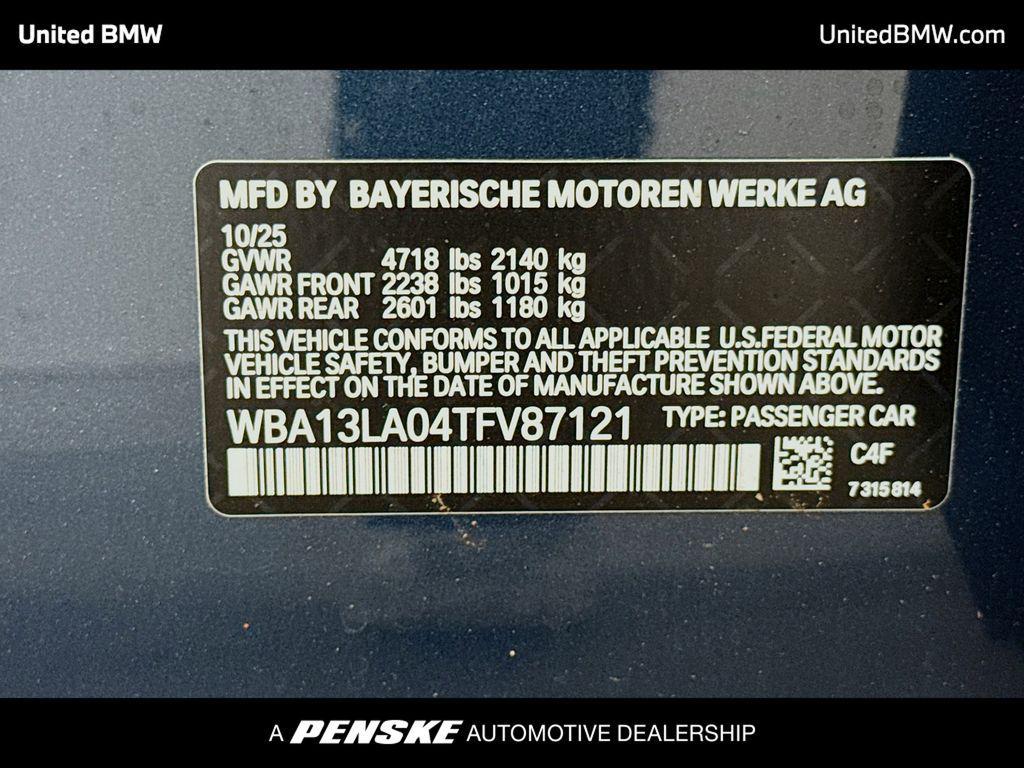 United BMW
UnitedBMW.com
MFD BY BAYERISCHE MOTOREN WERKE AG
10/25
GVWR 4718 lbs 2140 kg
GAWR FRONT 2238 lbs 1015 kg
GAWR REAR 2601 lbs 1180 kg
THIS VEHICLE CONFORMS TO ALL APPLICABLE U.S.FEDERAL MOTOR
VEHICLE SAFETY, BUMPER AND THEFT PREVENTION STANDARDS
IN EFFECT ON THE DATE OF MANUFACTURE SHOWN ABOVE.
WBA13LA04TFV87121 TYPE: PASSENGER CAR
C4F
7315814
A PENSKE AUTOMOTIVE DEALERSHIP